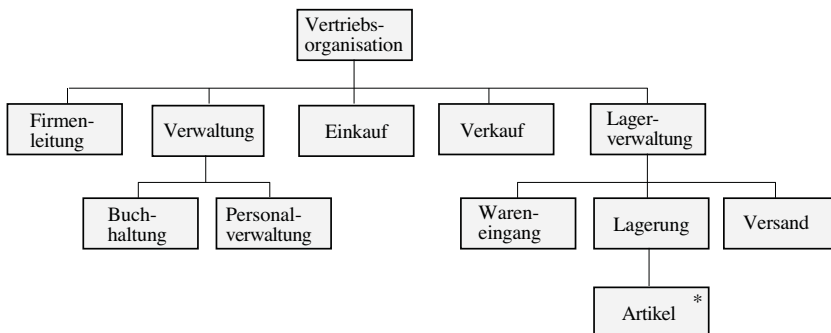 Vertriebs-
organisation
Firmen-
leitung
Verwaltung
Einkauf
Verkauf
Lager-
verwaltung
Buch-
haltung
Personal-
verwaltung
Waren-
eingang
Lagerung
Versand
Artikel *